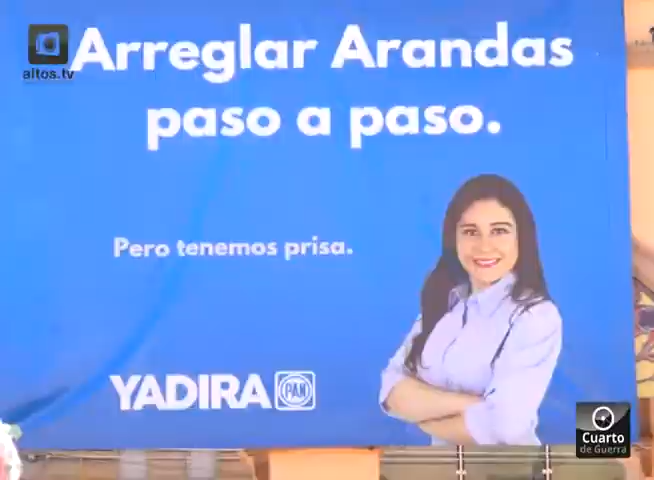 altos.tv
Arreglar Arandas
paso a paso.
Pero tenemos prisa.
YADIRA PAN
Cuarto
de Guerra